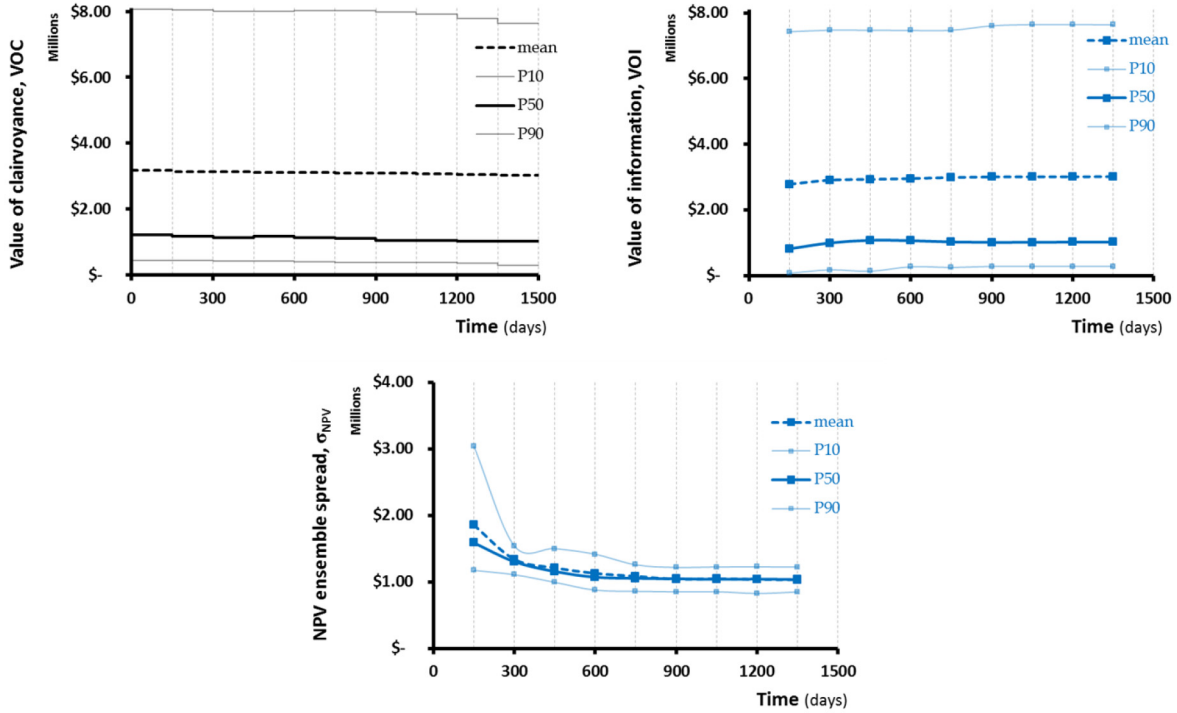 Value of clairvoyance, VOC
Millions
$8.00
$6.00
$4.00
$2.00
$-
mean
P10
P50
P90
0 300 600 900 1200 1500
Time (days)
Value of information, VOI
Millions
$8.00
$6.00
$4.00
$2.00
$-
mean
P10
P50
P90
0 300 600 900 1200 1500
Time (days)
NPV ensemble spread, σNPV
Millions
$4.00
$3.00
$2.00
$1.00
$-
mean
P10
P50
P90
0 300 600 900 1200 1500
Time (days)